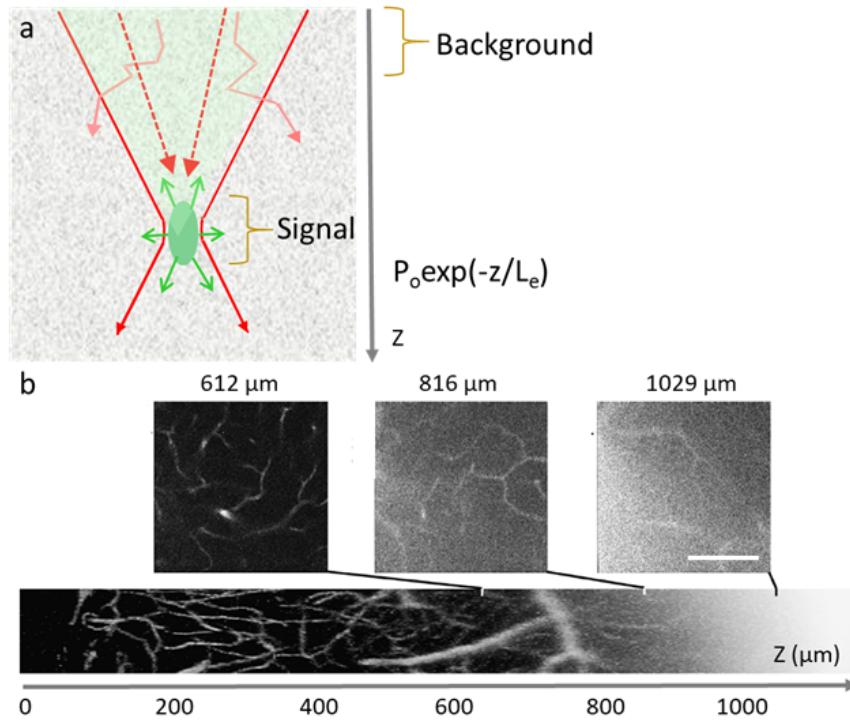 a
Background
Signal
Poexp(-z/Le)
z
b
612 µm 816 µm 1029 µm
Z (µm)
0 200 400 600 800 1000